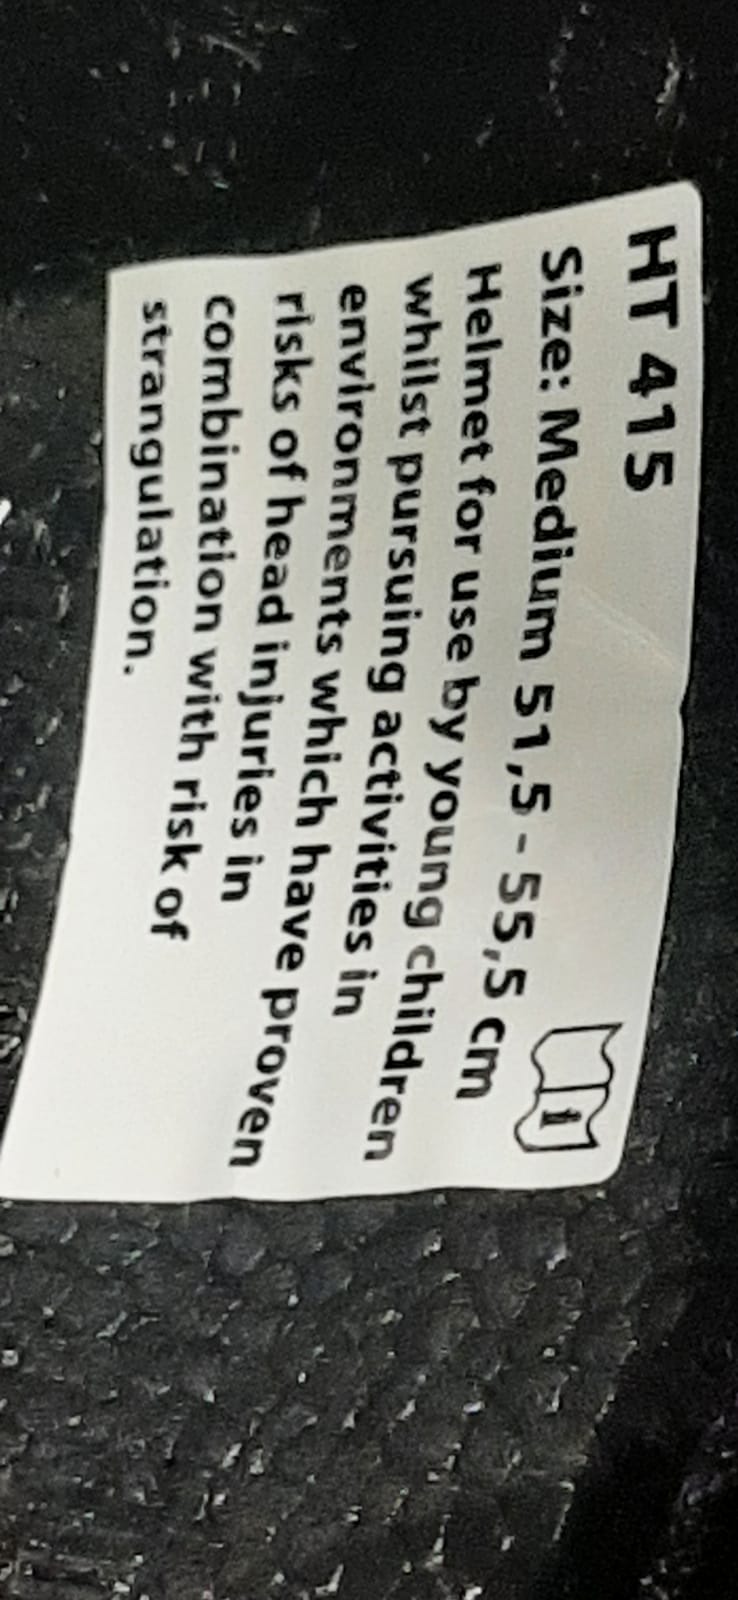 HT 415
Size: Medium 51,5 - 55,5 cm
Helmet for use by young children
whilst pursuing activities in
environments which have proven
risks of head injuries in
combination with risk of
strangulation.